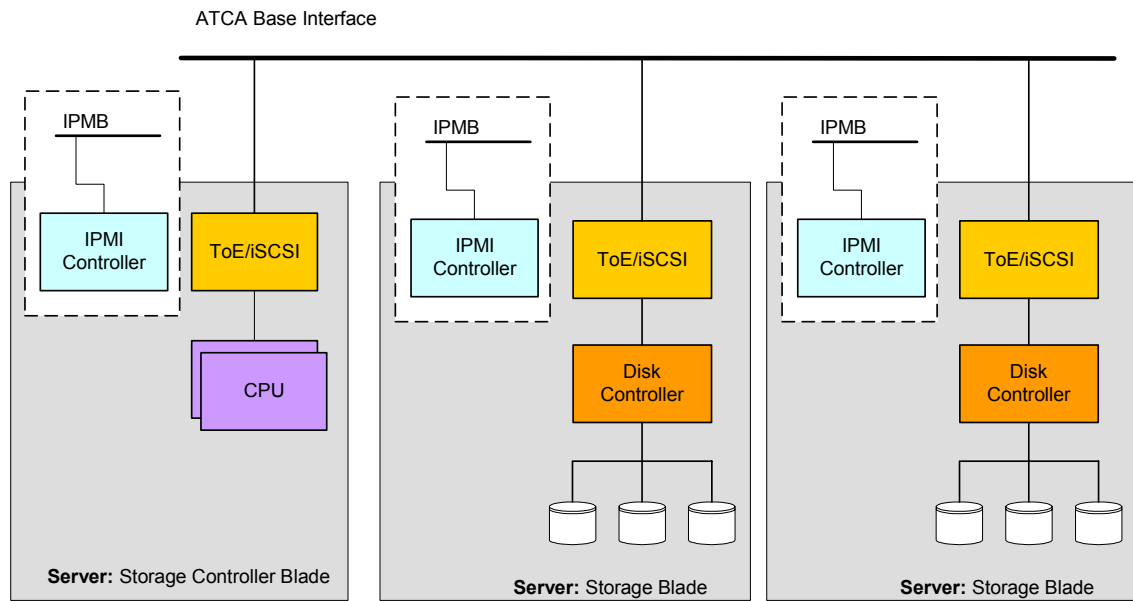 ATCA Base Interface
IPMB
IPMI
Controller
ToE/iSCSI
CPU
Server: Storage Controller Blade
IPMB
IPMI
Controller
ToE/iSCSI
Disk
Controller
Server: Storage Blade
IPMB
IPMI
Controller
ToE/iSCSI
Disk
Controller
Server: Storage Blade